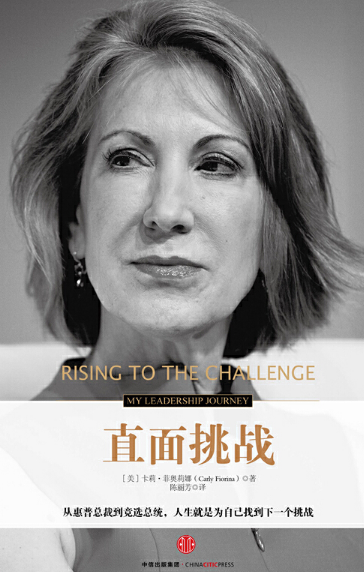 RISING TO THE CHALLENGE
MY LEADERSHIP JOURNEY
直面挑战
［美］卡莉·菲奥莉娜（Carly Fiorina）◎著
陈丽芳◎译
从惠普总裁到竞选总统，人生就是为自己找到下一个挑战
中信出版集团·CHINACITICPRESS